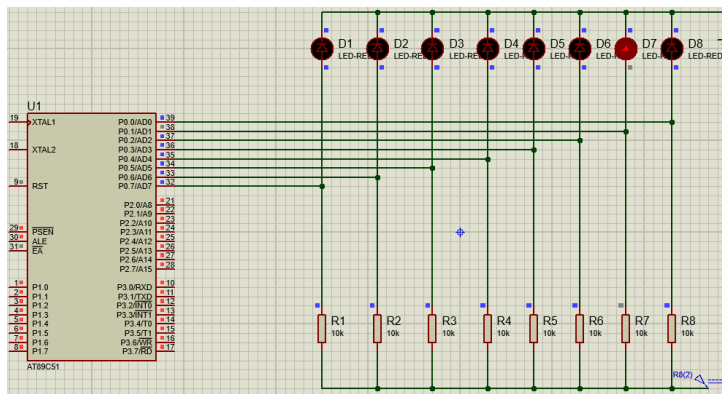 D1 D2 D3 D4 D5 D6 D7 D8
LED-RED LED-RED LED-RED LED-RED LED-RED
U1
19 XTAL1 P0.0/AD0 39
P0.1/AD1 38
P0.2/AD2 37
18 XTAL2 P0.3/AD3 36
P0.4/AD4 35
P0.5/AD5 34
P0.6/AD6 33
9 RST P0.7/AD7 32
P2.0/A8 21
P2.1/A9 22
P2.2/A10 23
29 PSEN P2.3/A11 24
30 ALE P2.4/A12 25
31 EA P2.5/A13 26
P2.6/A14 27
P2.7/A15 28
1 P1.0 P3.0/RXD 10
2 P1.1 P3.1/TXD 11
3 P1.2 P3.2/INT0 12
4 P1.3 P3.3/INT1 13
5 P1.4 P3.4/T0 14
6 P1.5 P3.5/T1 15
7 P1.6 P3.6/WR 16
8 P1.7 P3.7/RD 17
AT89C51
R1 R2 R3 R4 R5 R6 R7 R8
10k 10k 10k 10k 10k 10k 10k 10k
R8(2)